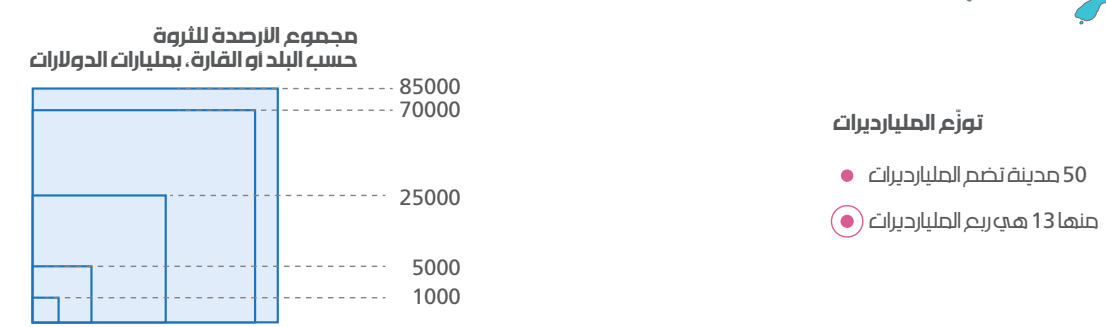 مجموع الأرصدة للثروة
حسب البلد أو القارة، بمليارات الدولارات
85000
70000
25000
5000
1000
توزّع المليارديرات
50 مدينة تضم المليارديرات
منها 13 هي ربع المليارديرات